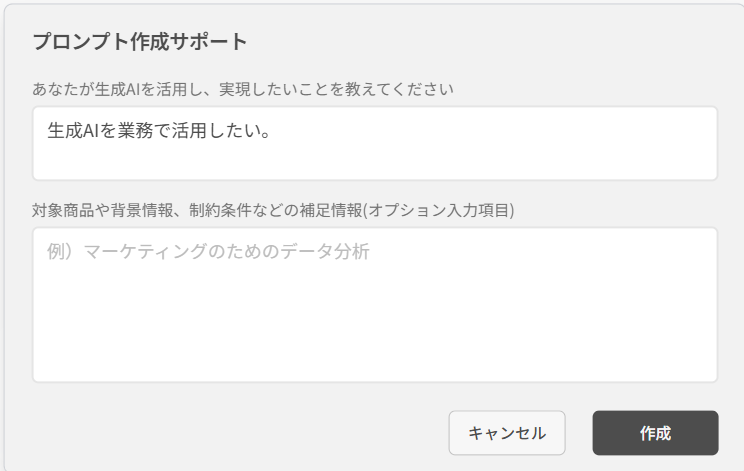 プロンプト作成サポート
あなたが生成AIを活用し、実現したいことを教えてください
生成AIを業務で活用したい。
対象商品や背景情報、制約条件などの補足情報(オプション入力項目)
例）マーケティングのためのデータ分析
キャンセル
作成